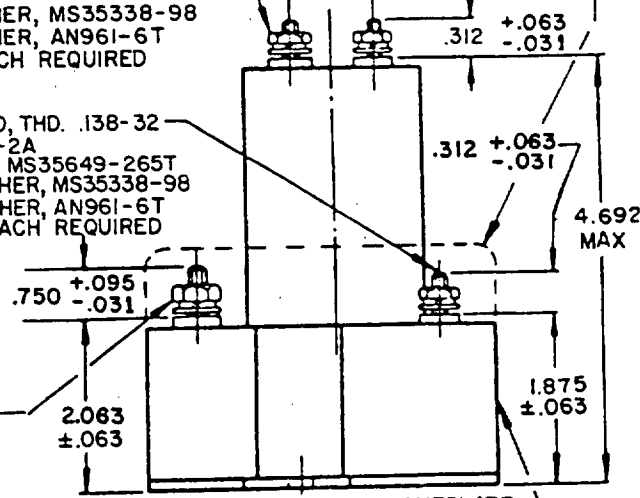 HER, MS35338-98
HER, AN961-6T
ACH REQUIRED
.312 +.063
-.031
D, THD. .138-32
-2A
MS35649-265T
HER, MS35338-98
HER, AN961-6T
ACH REQUIRED
.312 +.063
-.031
4.692
MAX
.750 +.095
-.031
2.063
±.063
1.875
±.063